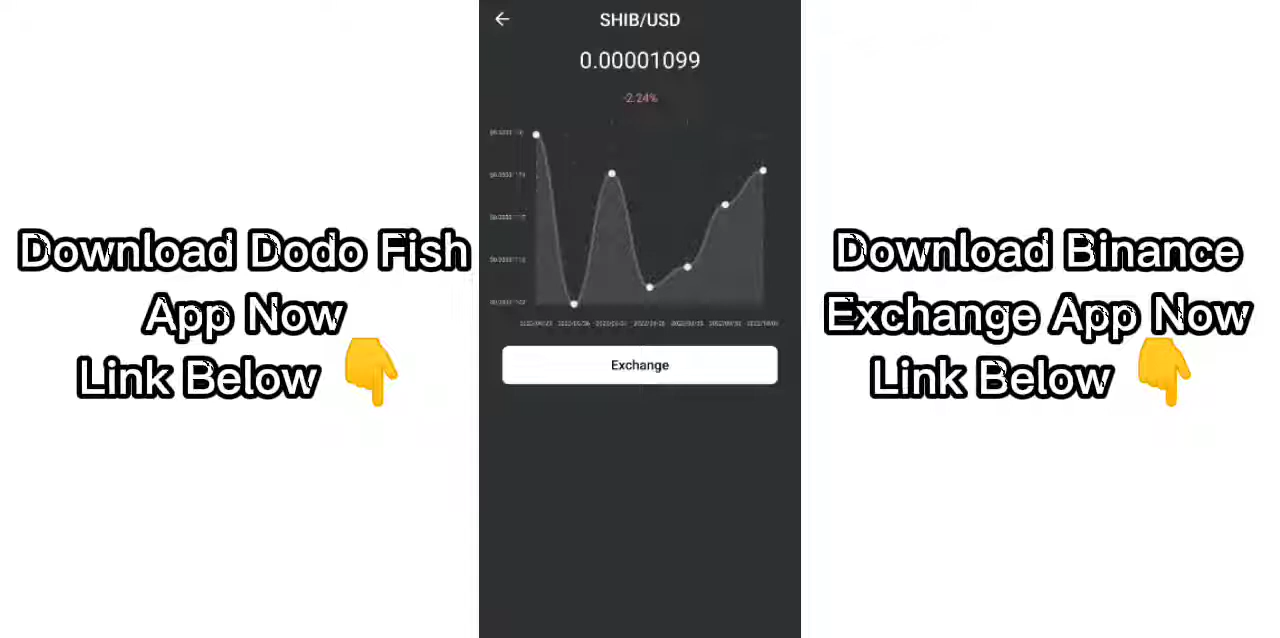 Download Dodo Fish
App Now
Link Below 👇
SHIB/USD
0.00001099
-2.24%
Exchange
Download Binance
Exchange App Now
Link Below 👇